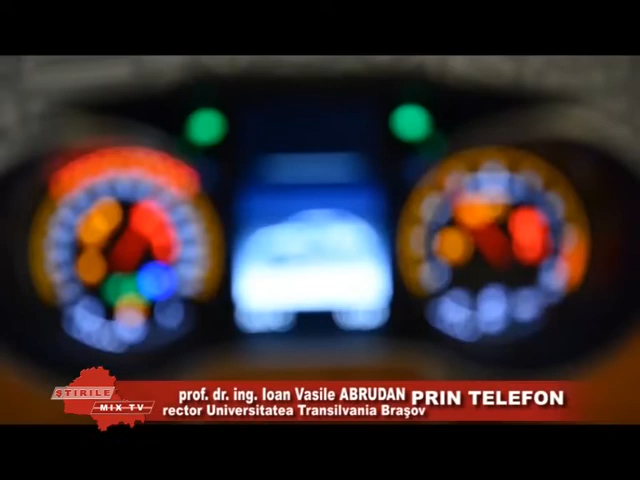 ȘTIRILE
MIX TV
prof. dr. ing. Ioan Vasile ABRUDAN
rector Universitatea Transilvania Brașov
PRIN TELEFON